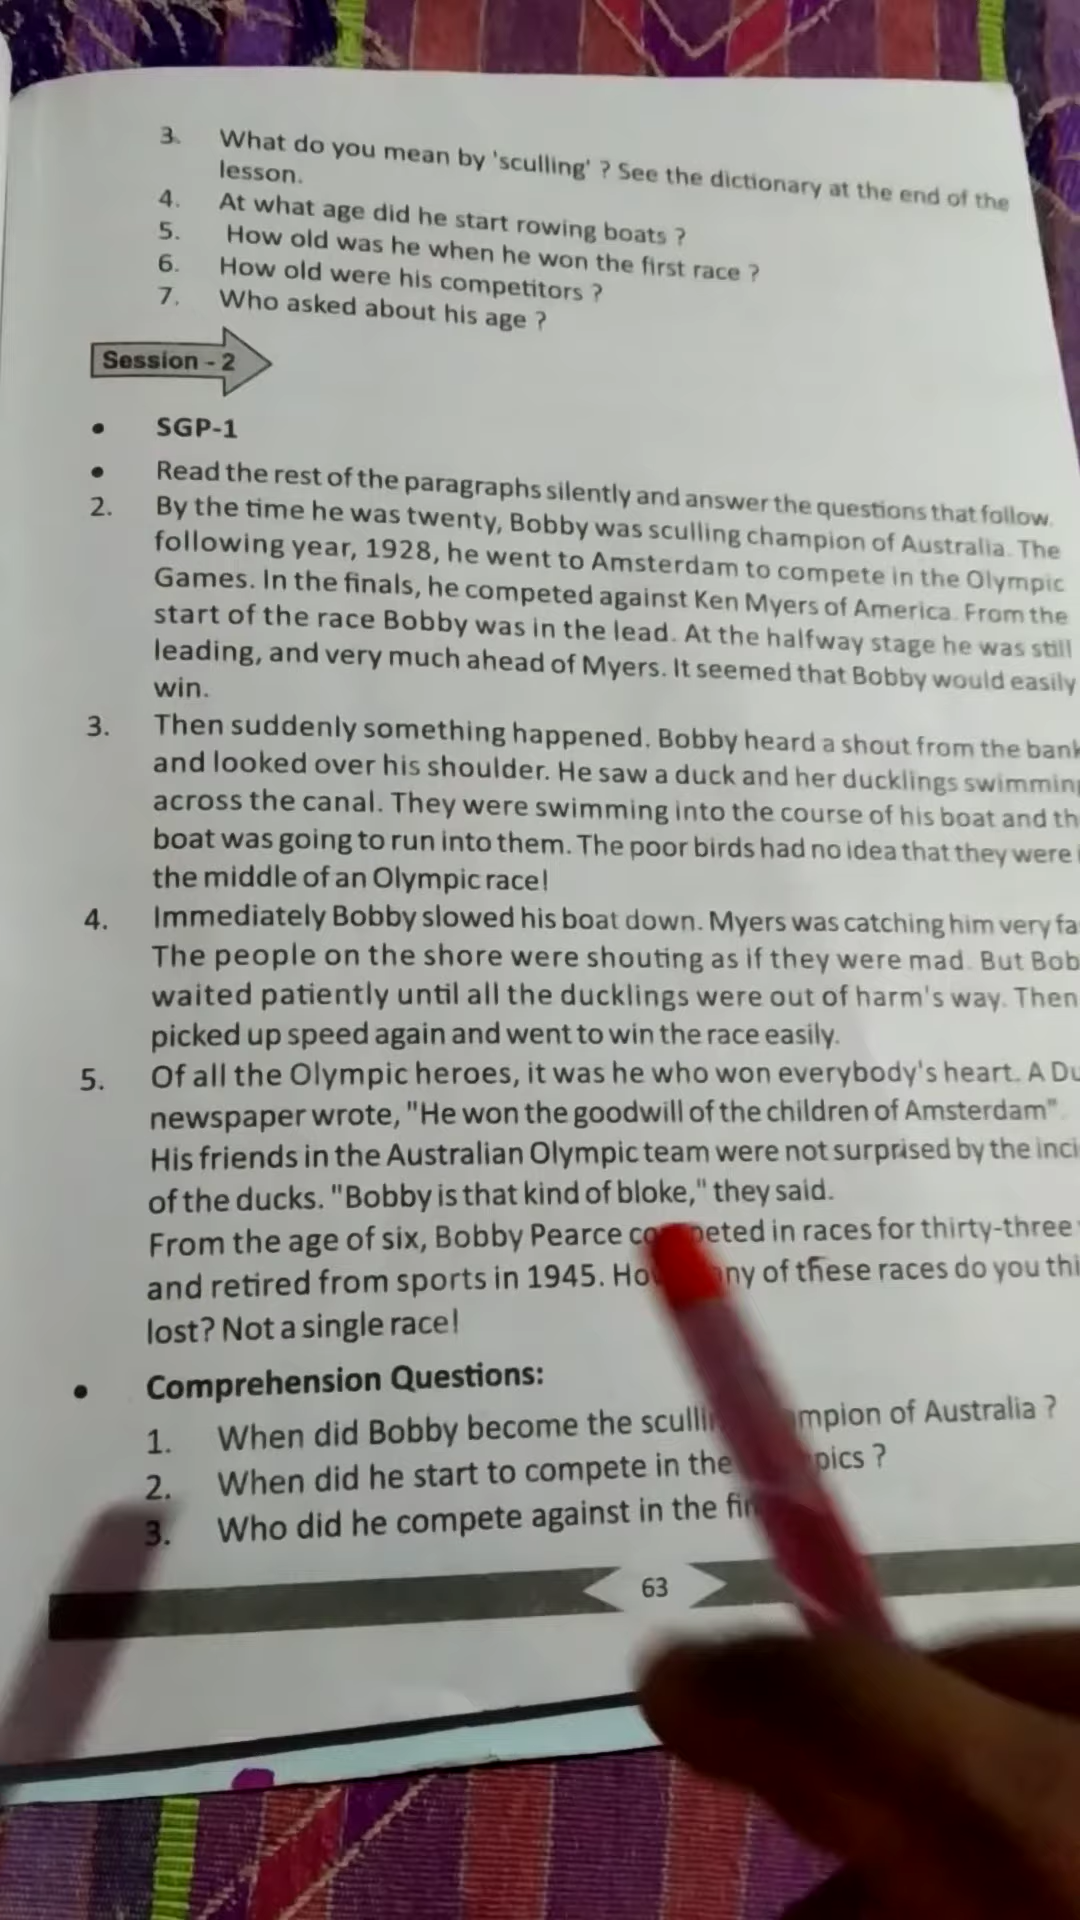 3. What do you mean by 'sculling' ? See the dictionary at the end of the
lesson.
4. At what age did he start rowing boats ?
5. How old was he when he won the first race ?
6. How old were his competitors ?
7. Who asked about his age ?
Session - 2
• SGP-1
• Read the rest of the paragraphs silently and answer the questions that follow.
2. By the time he was twenty, Bobby was sculling champion of Australia. The
following year, 1928, he went to Amsterdam to compete in the Olympic
Games. In the finals, he competed against Ken Myers of America. From the
start of the race Bobby was in the lead. At the halfway stage he was still
leading, and very much ahead of Myers. It seemed that Bobby would easily
win.
3. Then suddenly something happened. Bobby heard a shout from the bank
and looked over his shoulder. He saw a duck and her ducklings swimming
across the canal. They were swimming into the course of his boat and
boat was going to run into them. The poor birds had no idea that they were
the middle of an Olympic race!
4. Immediately Bobby slowed his boat down. Myers was catching him very
The people on the shore were shouting as if they were mad. But
waited patiently until all the ducklings were out of harm's way. Then
picked up speed again and went to win the race easily.
5. Of all the Olympic heroes, it was he who won everybody's heart. A
newspaper wrote, "He won the goodwill of the children of Amsterdam".
His friends in the Australian Olympic team were not surprised by the
of the ducks. "Bobby is that kind of bloke," they said.
From the age of six, Bobby Pearce competed in races for thirty-three
and retired from sports in 1945. of these races do you
lost? Not a single race!
• Comprehension Questions:
1. When did Bobby become the of Australia ?
2. When did he start to compete in the ?
3. Who did he compete against in the
63